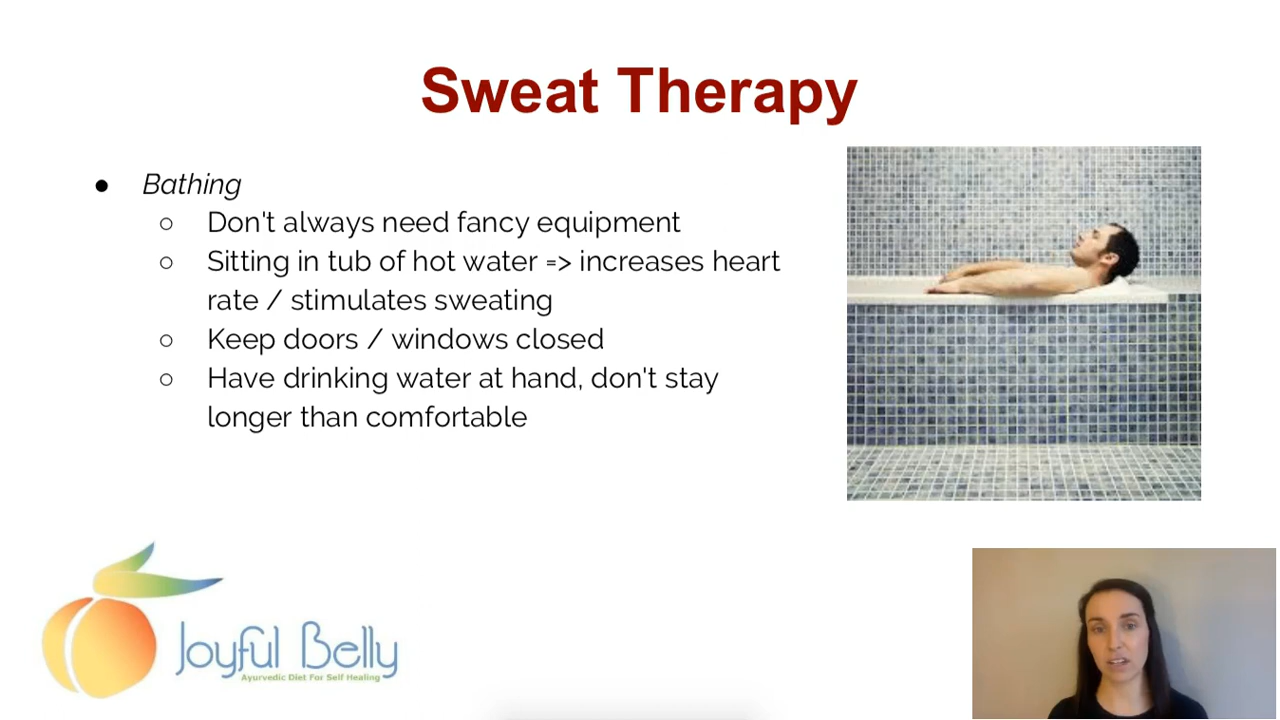 Sweat Therapy
● Bathing
○ Don't always need fancy equipment
○ Sitting in tub of hot water => increases heart
rate / stimulates sweating
○ Keep doors / windows closed
○ Have drinking water at hand, don't stay
longer than comfortable
Joyful Belly
Ayurvedic Diet For Self Healing